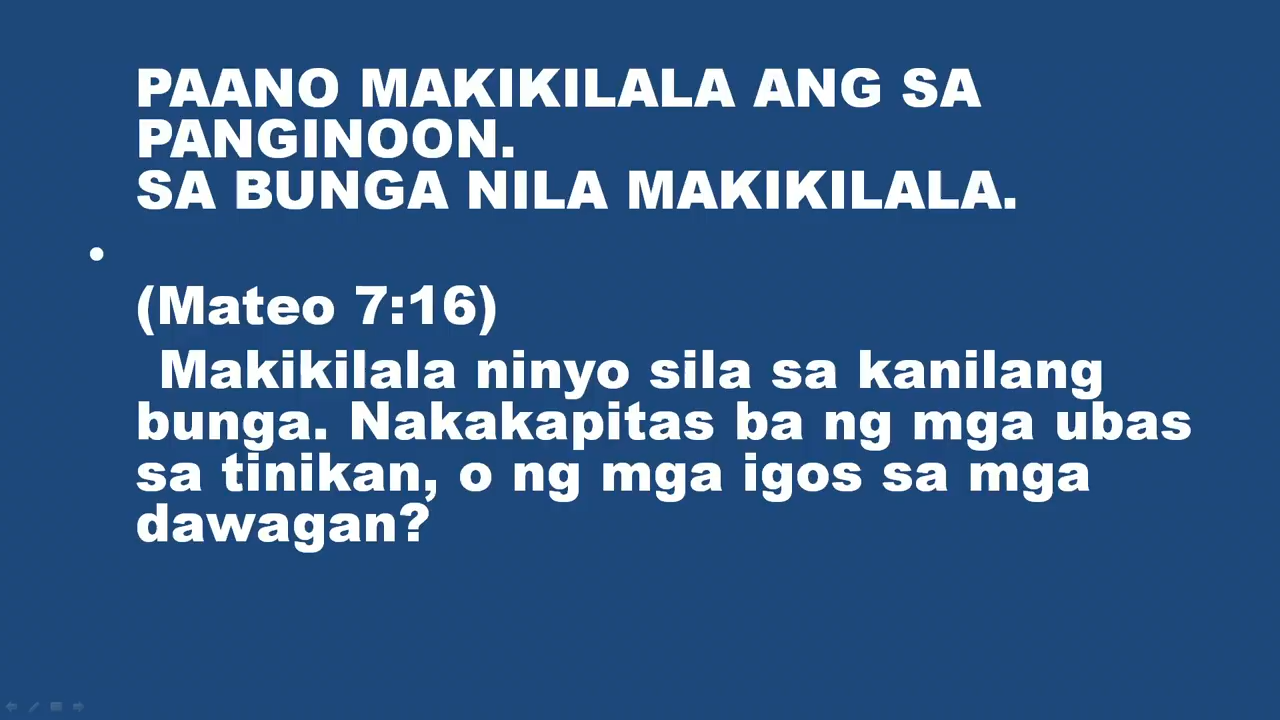 PAANO MAKIKILALA ANG SA
PANGINOON.
SA BUNGA NILA MAKIKILALA.
•
(Mateo 7:16)
Makikilala ninyo sila sa kanilang
bunga. Nakakapitas ba ng mga ubas
sa tinikan, o ng mga igos sa mga
dawagan?